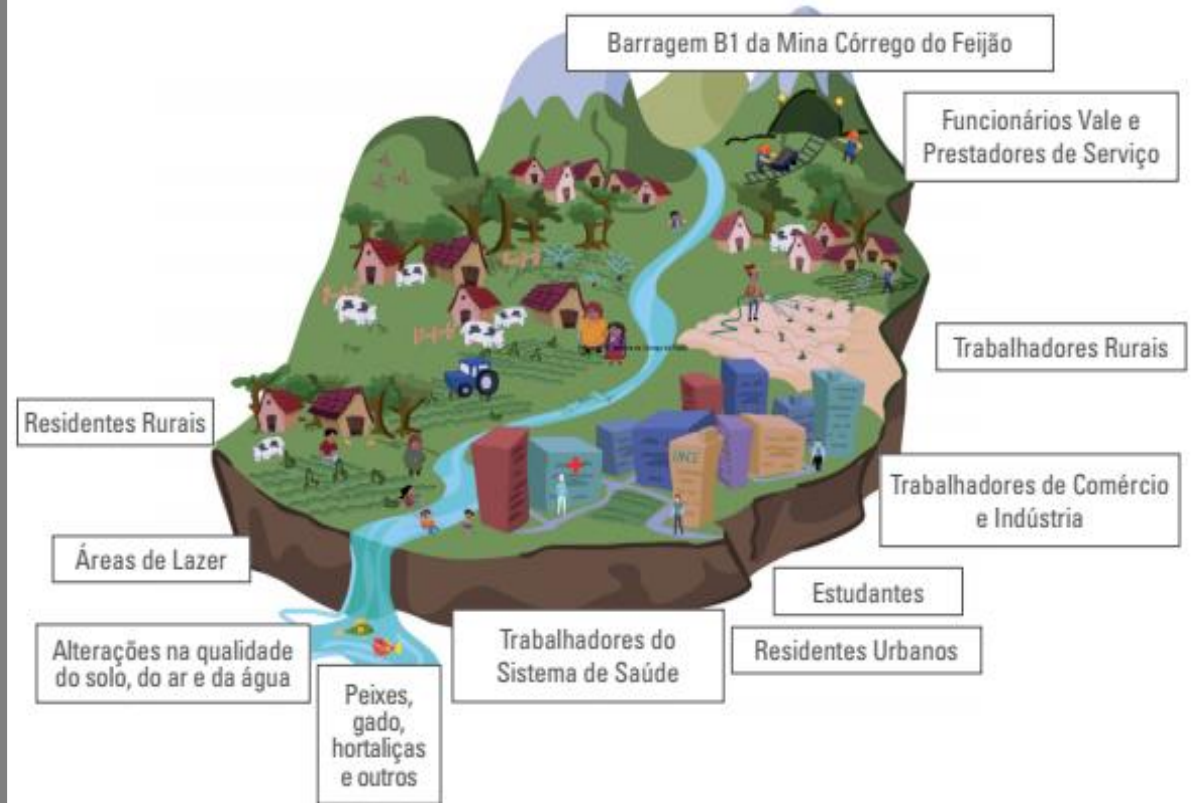 Barragem B1 da Mina Córrego do Feijão
Funcionários Vale e
Prestadores de Serviço
Trabalhadores Rurais
Residentes Rurais
Trabalhadores de Comércio
e Indústria
Áreas de Lazer
Estudantes
Alterações na qualidade
do solo, do ar e da água
Trabalhadores do
Sistema de Saúde
Residentes Urbanos
Peixes,
gado,
hortaliças
e outros